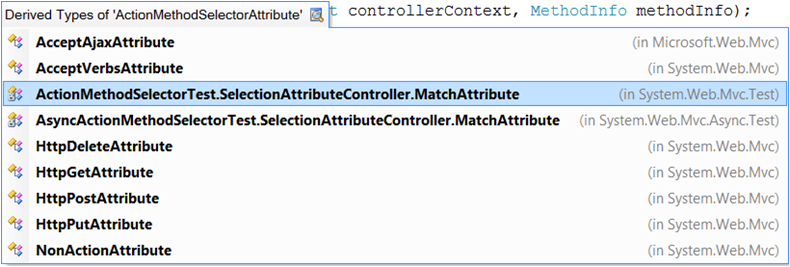 Derived Types of 'ActionMethodSelectorAttribute' t controllerContext, MethodInfo methodInfo);
AcceptAjaxAttribute (in Microsoft.Web.Mvc)
AcceptVerbsAttribute (in System.Web.Mvc)
ActionMethodSelectorTest.SelectionAttributeController.MatchAttribute (in System.Web.Mvc.Test)
AsyncActionMethodSelectorTest.SelectionAttributeController.MatchAttribute (in System.Web.Mvc.Async.Test)
HttpDeleteAttribute (in System.Web.Mvc)
HttpGetAttribute (in System.Web.Mvc)
HttpPostAttribute (in System.Web.Mvc)
HttpPutAttribute (in System.Web.Mvc)
NonActionAttribute (in System.Web.Mvc)